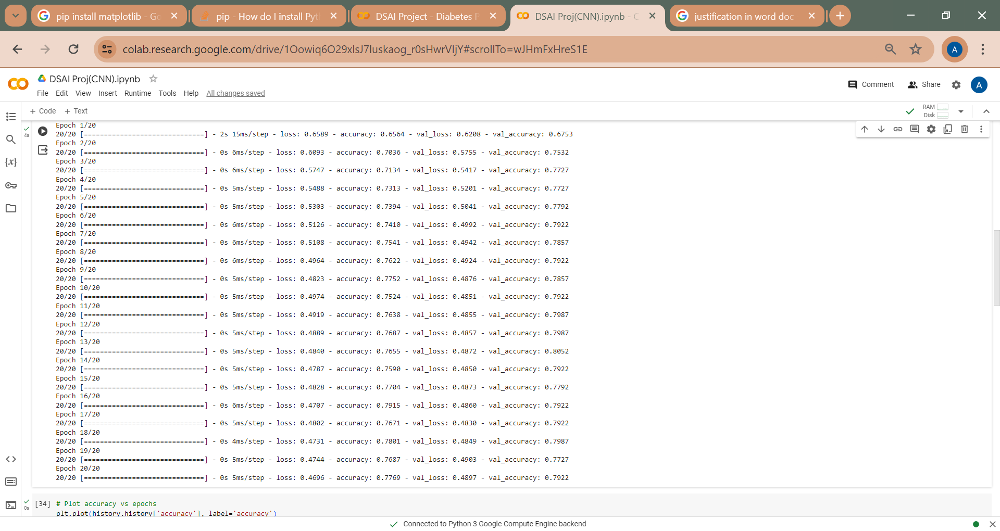 pip install matplotlib - Go
pip - How do I install Pyt
DSAI Project - Diabetes P
DSAI Proj(CNN).ipynb - C
justification in word doc
colab.research.google.com/drive/1Oowiq6O29xlsJ7luskaog_r0sHwrVIjY#scrollTo=wJHmFxHreS1E
A
DSAI Proj(CNN).ipynb
Comment
Share
A
File Edit View Insert Runtime Tools Help All changes saved
+ Code + Text
RAM
Disk
4s
Epoch 1/20
20/20 [==============================] - 2s 15ms/step - loss: 0.6589 - accuracy: 0.6564 - val_loss: 0.6208 - val_accuracy: 0.6753
Epoch 2/20
20/20 [==============================] - 0s 6ms/step - loss: 0.6093 - accuracy: 0.7036 - val_loss: 0.5755 - val_accuracy: 0.7532
Epoch 3/20
20/20 [==============================] - 0s 6ms/step - loss: 0.5747 - accuracy: 0.7134 - val_loss: 0.5417 - val_accuracy: 0.7727
Epoch 4/20
20/20 [==============================] - 0s 5ms/step - loss: 0.5488 - accuracy: 0.7313 - val_loss: 0.5201 - val_accuracy: 0.7727
Epoch 5/20
20/20 [==============================] - 0s 5ms/step - loss: 0.5303 - accuracy: 0.7394 - val_loss: 0.5041 - val_accuracy: 0.7792
Epoch 6/20
20/20 [==============================] - 0s 6ms/step - loss: 0.5126 - accuracy: 0.7410 - val_loss: 0.4992 - val_accuracy: 0.7922
Epoch 7/20
20/20 [==============================] - 0s 6ms/step - loss: 0.5108 - accuracy: 0.7541 - val_loss: 0.4942 - val_accuracy: 0.7857
Epoch 8/20
20/20 [==============================] - 0s 6ms/step - loss: 0.4964 - accuracy: 0.7622 - val_loss: 0.4924 - val_accuracy: 0.7922
Epoch 9/20
20/20 [==============================] - 0s 5ms/step - loss: 0.4823 - accuracy: 0.7752 - val_loss: 0.4876 - val_accuracy: 0.7857
Epoch 10/20
20/20 [==============================] - 0s 5ms/step - loss: 0.4974 - accuracy: 0.7524 - val_loss: 0.4851 - val_accuracy: 0.7922
Epoch 11/20
20/20 [==============================] - 0s 5ms/step - loss: 0.4919 - accuracy: 0.7638 - val_loss: 0.4855 - val_accuracy: 0.7987
Epoch 12/20
20/20 [==============================] - 0s 5ms/step - loss: 0.4889 - accuracy: 0.7687 - val_loss: 0.4857 - val_accuracy: 0.7987
Epoch 13/20
20/20 [==============================] - 0s 5ms/step - loss: 0.4840 - accuracy: 0.7655 - val_loss: 0.4872 - val_accuracy: 0.8052
Epoch 14/20
20/20 [==============================] - 0s 5ms/step - loss: 0.4787 - accuracy: 0.7590 - val_loss: 0.4850 - val_accuracy: 0.7922
Epoch 15/20
20/20 [==============================] - 0s 5ms/step - loss: 0.4828 - accuracy: 0.7704 - val_loss: 0.4873 - val_accuracy: 0.7792
Epoch 16/20
20/20 [==============================] - 0s 6ms/step - loss: 0.4707 - accuracy: 0.7915 - val_loss: 0.4860 - val_accuracy: 0.7922
Epoch 17/20
20/20 [==============================] - 0s 5ms/step - loss: 0.4802 - accuracy: 0.7671 - val_loss: 0.4830 - val_accuracy: 0.7922
Epoch 18/20
20/20 [==============================] - 0s 4ms/step - loss: 0.4731 - accuracy: 0.7801 - val_loss: 0.4849 - val_accuracy: 0.7987
Epoch 19/20
20/20 [==============================] - 0s 5ms/step - loss: 0.4744 - accuracy: 0.7687 - val_loss: 0.4903 - val_accuracy: 0.7727
Epoch 20/20
20/20 [==============================] - 0s 5ms/step - loss: 0.4696 - accuracy: 0.7769 - val_loss: 0.4897 - val_accuracy: 0.7922
0s
[34] # Plot accuracy vs epochs
plt.plot(history.history['accuracy'], label='accuracy')
Connected to Python 3 Google Compute Engine backend